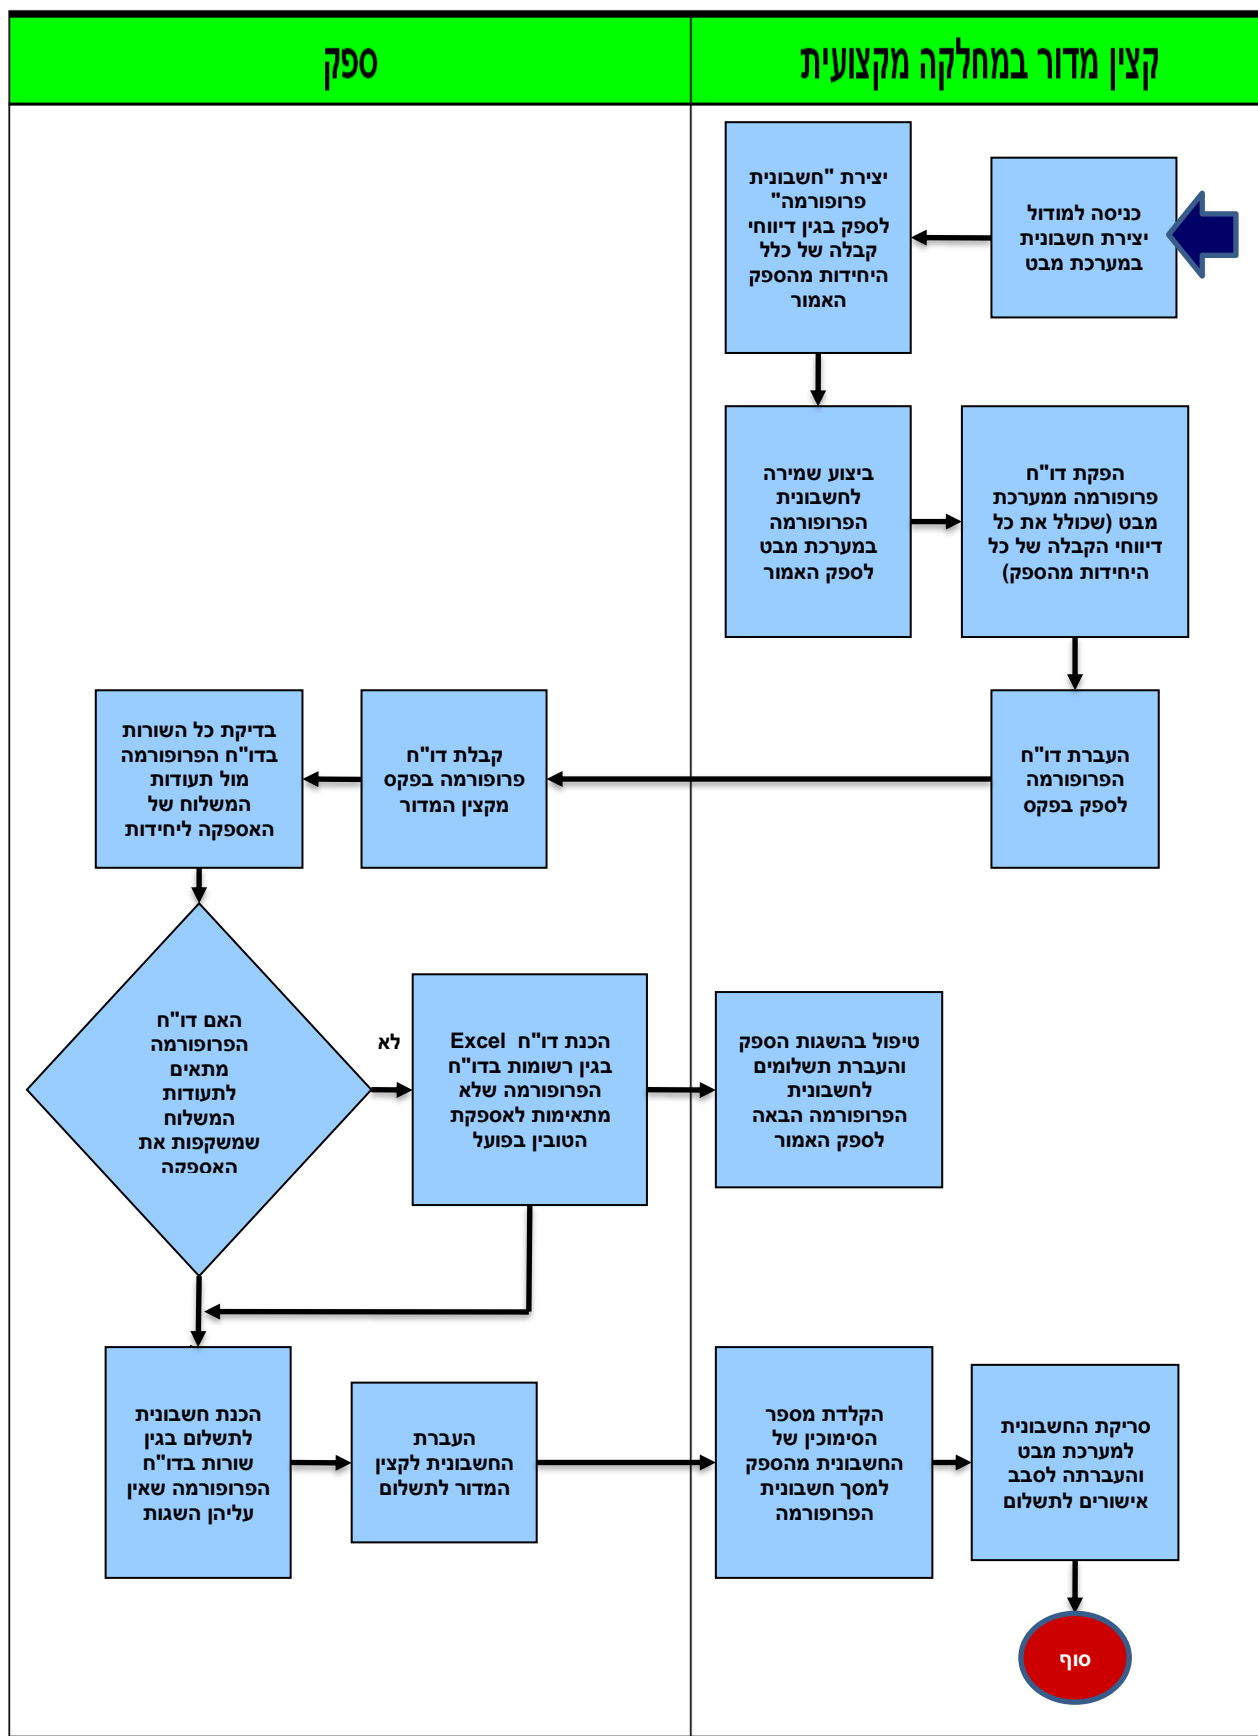 קצין מדור במחלקה מקצועית
ספק
כניסה למודול
יצירת חשבונית
במערכת מבט
יצירת "חשבונית
פרופורמה"
לספק בגין דיווחי
קבלה של כלל
היחידות מהספק
האמור
ביצוע שמירה
לחשבונית
הפרופורמה
במערכת מבט
לספק האמור
הפקת דו"ח
פרופורמה ממערכת
מבט (שכולל את כל
דיווחי הקבלה של כל
היחידות מהספק)
העברת דו"ח
הפרופורמה
לספק בפקס
קבלת דו"ח
פרופורמה בפקס
מקצין המדור
בדיקת כל השורות
בדו"ח הפרופורמה
מול תעודות
המשלוח של
האספקה ליחידות
האם דו"ח
הפרופורמה
מתאים
לתעודות
המשלוח
שמשקפות את
האספקה
לא
הכנת דו"ח Excel
בגין רשומות בדו"ח
הפרופורמה שלא
מתאימות לאספקת
הטובין בפועל
טיפול בהשגות הספק
והעברת תשלומים
לחשבונית
הפרופורמה הבאה
לספק האמור
הכנת חשבונית
לתשלום בגין
שורות בדו"ח
הפרופורמה שאין
עליהן השגות
העברת
החשבונית לקצין
המדור לתשלום
הקלדת מספר
הסימוכין של
החשבונית מהספק
למסך חשבונית
הפרופורמה
סריקת החשבונית
למערכת מבט
והעברתה לסבב
אישורים לתשלום
סוף